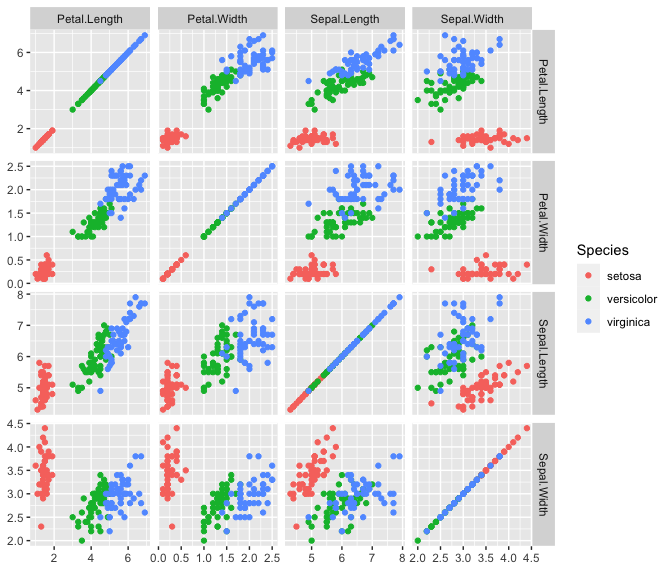 Petal.Length Petal.Width Sepal.Length Sepal.Width
6
4
2
Petal.Length
2.5
2.0
1.5
1.0
0.5
0.0
Petal.Width
Species
setosa
versicolor
virginica
8
7
6
5
Sepal.Length
4.5
4.0
3.5
3.0
2.5
2.0
Sepal.Width
2 4 6 0.0 0.5 1.0 1.5 2.0 2.5 5 6 7 8 2.0 2.5 3.0 3.5 4.0 4.5